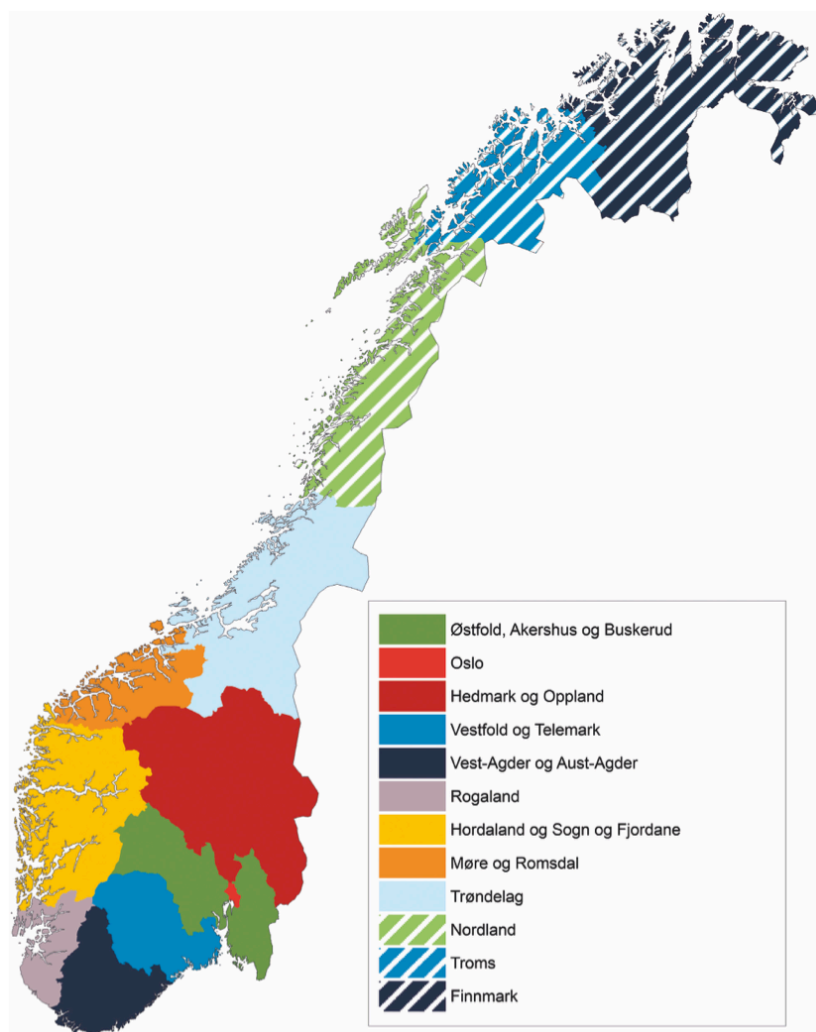 Østfold, Akershus og Buskerud
Oslo
Hedmark og Oppland
Vestfold og Telemark
Vest-Agder og Aust-Agder
Rogaland
Hordaland og Sogn og Fjordane
Møre og Romsdal
Trøndelag
Nordland
Troms
Finnmark